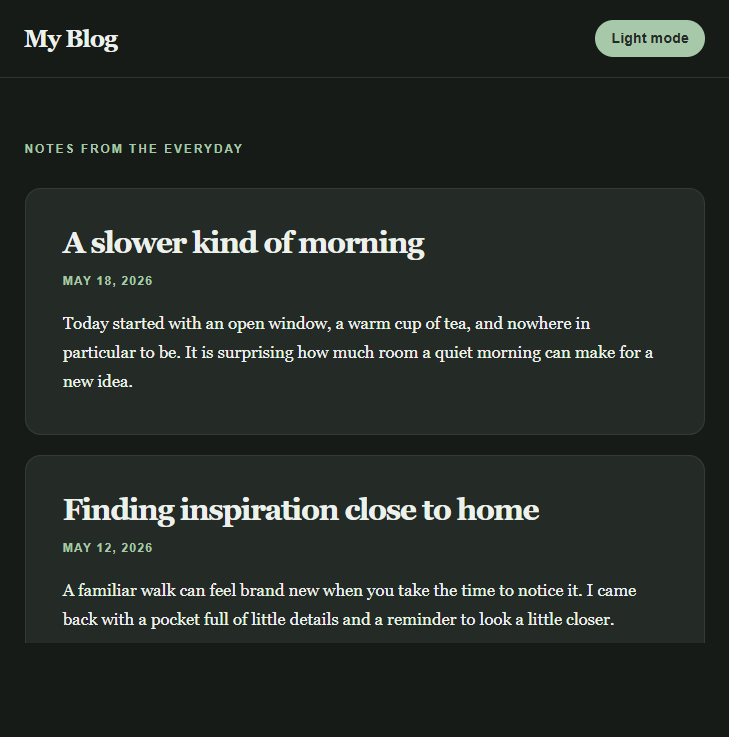 My Blog
Light mode
NOTES FROM THE EVERYDAY
A slower kind of morning
MAY 18, 2026
Today started with an open window, a warm cup of tea, and nowhere in
particular to be. It is surprising how much room a quiet morning can make for a
new idea.
Finding inspiration close to home
MAY 12, 2026
A familiar walk can feel brand new when you take the time to notice it. I came
back with a pocket full of little details and a reminder to look a little closer.